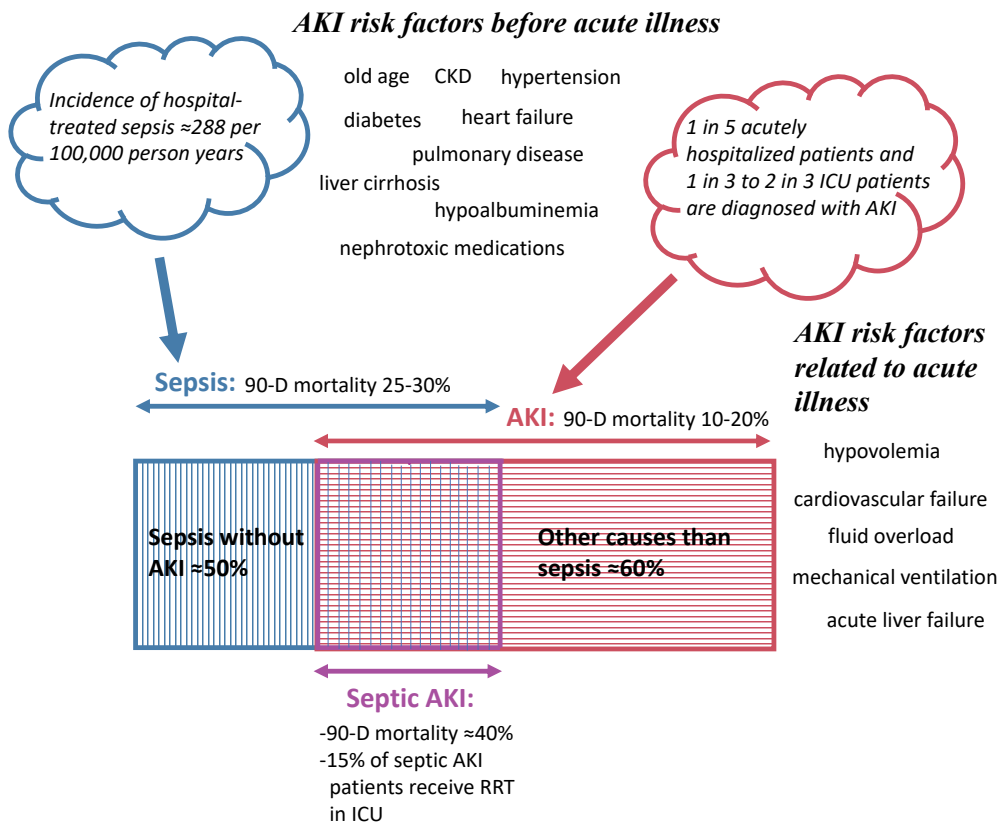 AKI risk factors before acute illness
old age CKD hypertension
diabetes heart failure
pulmonary disease
liver cirrhosis
hypoalbuminemia
nephrotoxic medications
Incidence of hospital-
treated sepsis ≈288 per
100,000 person years
1 in 5 acutely
hospitalized patients and
1 in 3 to 2 in 3 ICU patients
are diagnosed with AKI
AKI risk factors
related to acute
illness
hypovolemia
cardiovascular failure
fluid overload
mechanical ventilation
acute liver failure
Sepsis: 90-D mortality 25-30%
AKI: 90-D mortality 10-20%
Sepsis without
AKI ≈50%
Other causes than
sepsis ≈60%
Septic AKI:
-90-D mortality ≈40%
-15% of septic AKI
patients receive RRT
in ICU